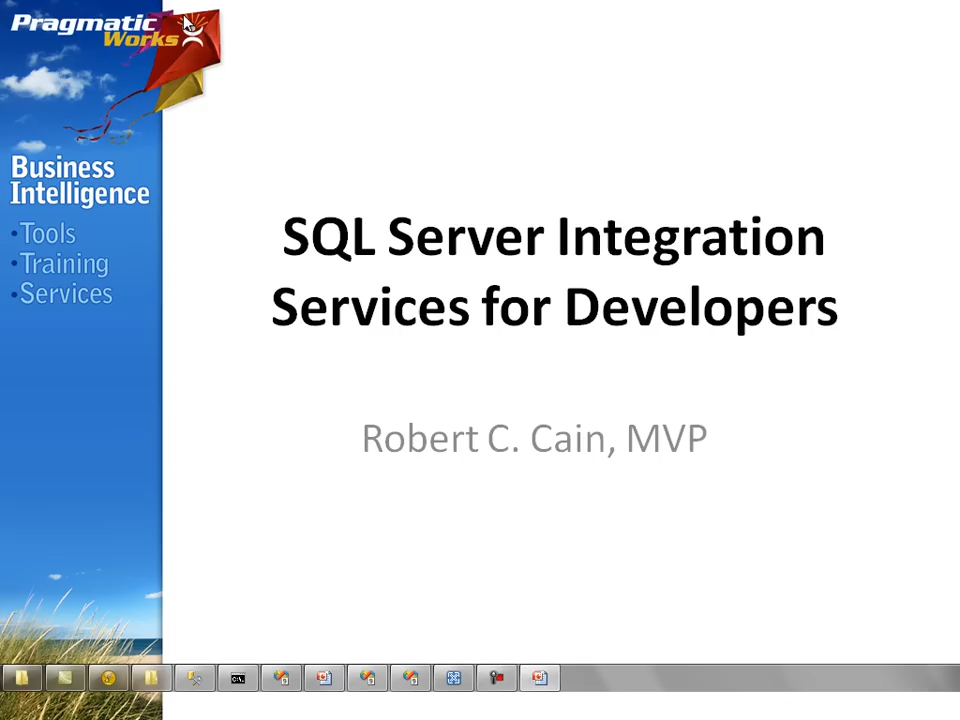 Pragmatic
Works
Business
Intelligence
•Tools
•Training
•Services
SQL Server Integration
Services for Developers
Robert C. Cain, MVP
C:\.